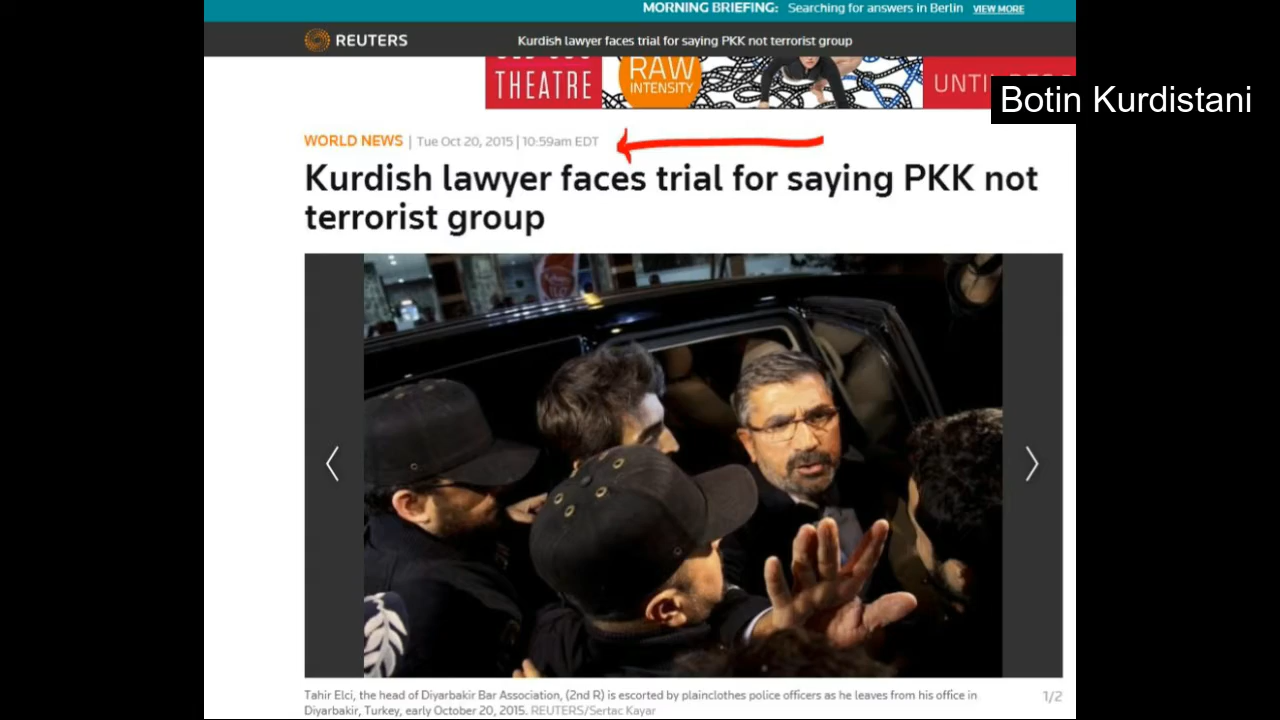 MORNING BRIEFING: Searching for answers in Berlin VIEW MORE
REUTERS Kurdish lawyer faces trial for saying PKK not terrorist group
THEATRE
RAW
INTENSITY
Botin Kurdistani
WORLD NEWS | Tue Oct 20, 2015 | 10:59am EDT
Kurdish lawyer faces trial for saying PKK not
terrorist group
Tahir Elci, the head of Diyarbakir Bar Association, (2nd R) is escorted by plainclothes police officers as he leaves from his office in
Diyarbakir, Turkey, early October 20, 2015. REUTERS/Sertac Kayar
1/2